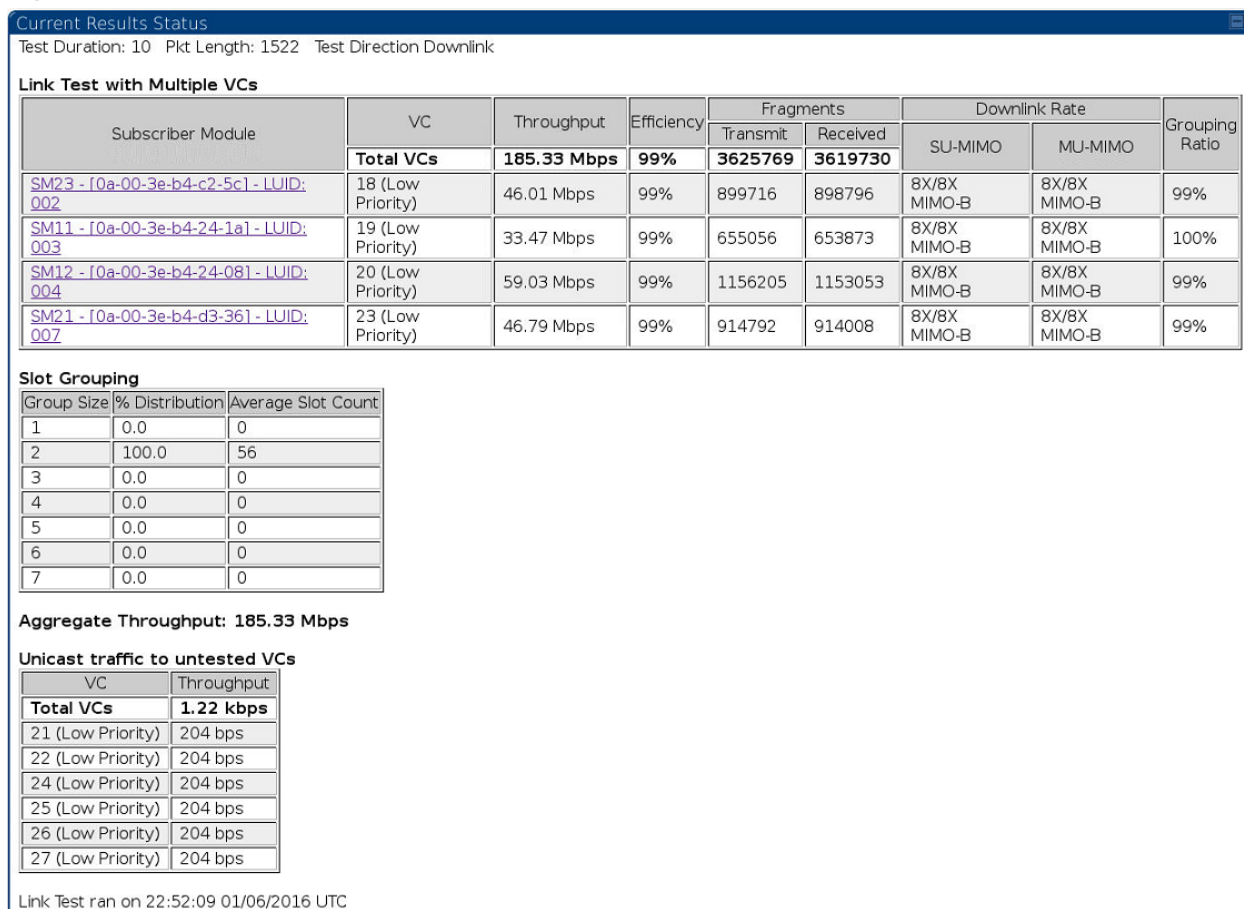 Current Results Status
Test Duration: 10 Pkt Length: 1522 Test Direction Downlink
Link Test with Multiple VCs
Subscriber Module VC Throughput Efficiency Fragments Downlink Rate Grouping Ratio
Transmit Received SU-MIMO MU-MIMO
Total VCs 185.33 Mbps 99% 3625769 3619730
SM23 - [0a-00-3e-b4-c2-5c] - LUID: 002 18 (Low Priority) 46.01 Mbps 99% 899716 898796 8X/8X MIMO-B 8X/8X MIMO-B 99%
SM11 - [0a-00-3e-b4-24-1a] - LUID: 003 19 (Low Priority) 33.47 Mbps 99% 655056 653873 8X/8X MIMO-B 8X/8X MIMO-B 100%
SM12 - [0a-00-3e-b4-24-08] - LUID: 004 20 (Low Priority) 59.03 Mbps 99% 1156205 1153053 8X/8X MIMO-B 8X/8X MIMO-B 99%
SM21 - [0a-00-3e-b4-d3-36] - LUID: 007 23 (Low Priority) 46.79 Mbps 99% 914792 914008 8X/8X MIMO-B 8X/8X MIMO-B 99%
Slot Grouping
Group Size % Distribution Average Slot Count
1 0.0 0
2 100.0 56
3 0.0 0
4 0.0 0
5 0.0 0
6 0.0 0
7 0.0 0
Aggregate Throughput: 185.33 Mbps
Unicast traffic to untested VCs
VC Throughput
Total VCs 1.22 kbps
21 (Low Priority) 204 bps
22 (Low Priority) 204 bps
24 (Low Priority) 204 bps
25 (Low Priority) 204 bps
26 (Low Priority) 204 bps
27 (Low Priority) 204 bps
Link Test ran on 22:52:09 01/06/2016 UTC